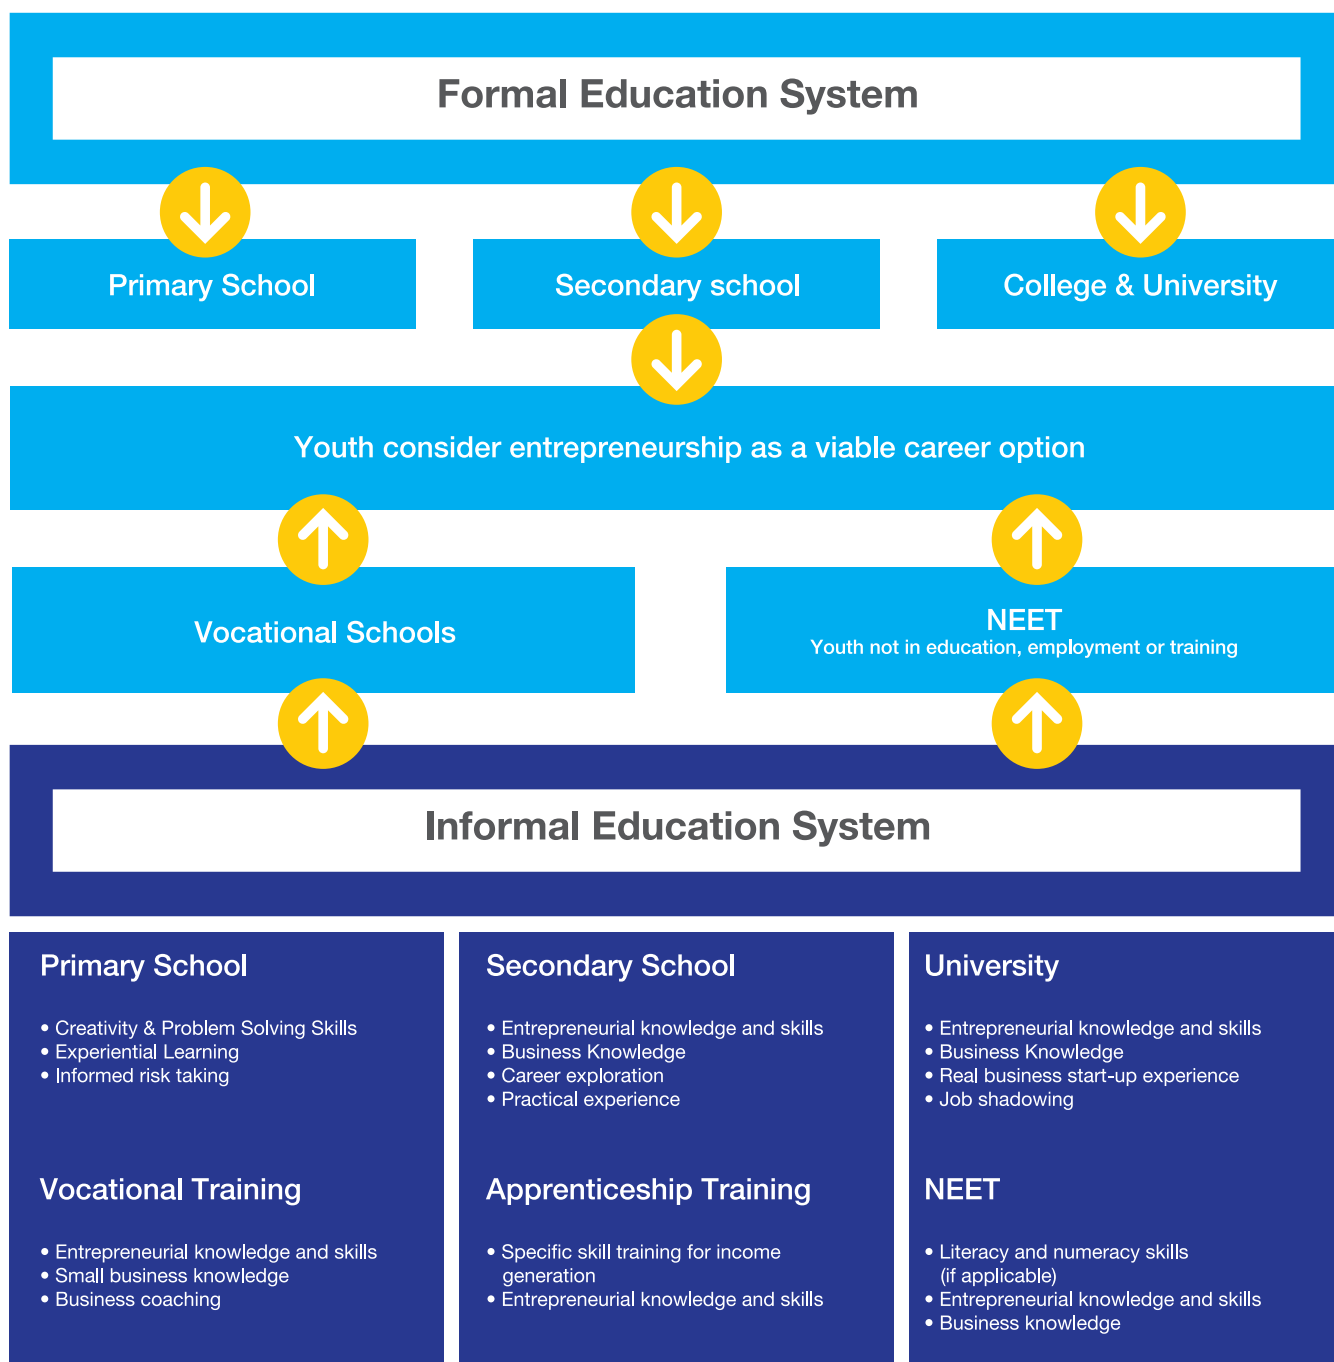 Formal Education System
Primary School
Secondary school
College & University
Youth consider entrepreneurship as a viable career option
Vocational Schools
NEET
Youth not in education, employment or training
Informal Education System
Primary School
• Creativity & Problem Solving Skills
• Experiential Learning
• Informed risk taking
Secondary School
• Entrepreneurial knowledge and skills
• Business Knowledge
• Career exploration
• Practical experience
University
• Entrepreneurial knowledge and skills
• Business Knowledge
• Real business start-up experience
• Job shadowing
Vocational Training
• Entrepreneurial knowledge and skills
• Small business knowledge
• Business coaching
Apprenticeship Training
• Specific skill training for income
generation
• Entrepreneurial knowledge and skills
NEET
• Literacy and numeracy skills
(if applicable)
• Entrepreneurial knowledge and skills
• Business knowledge